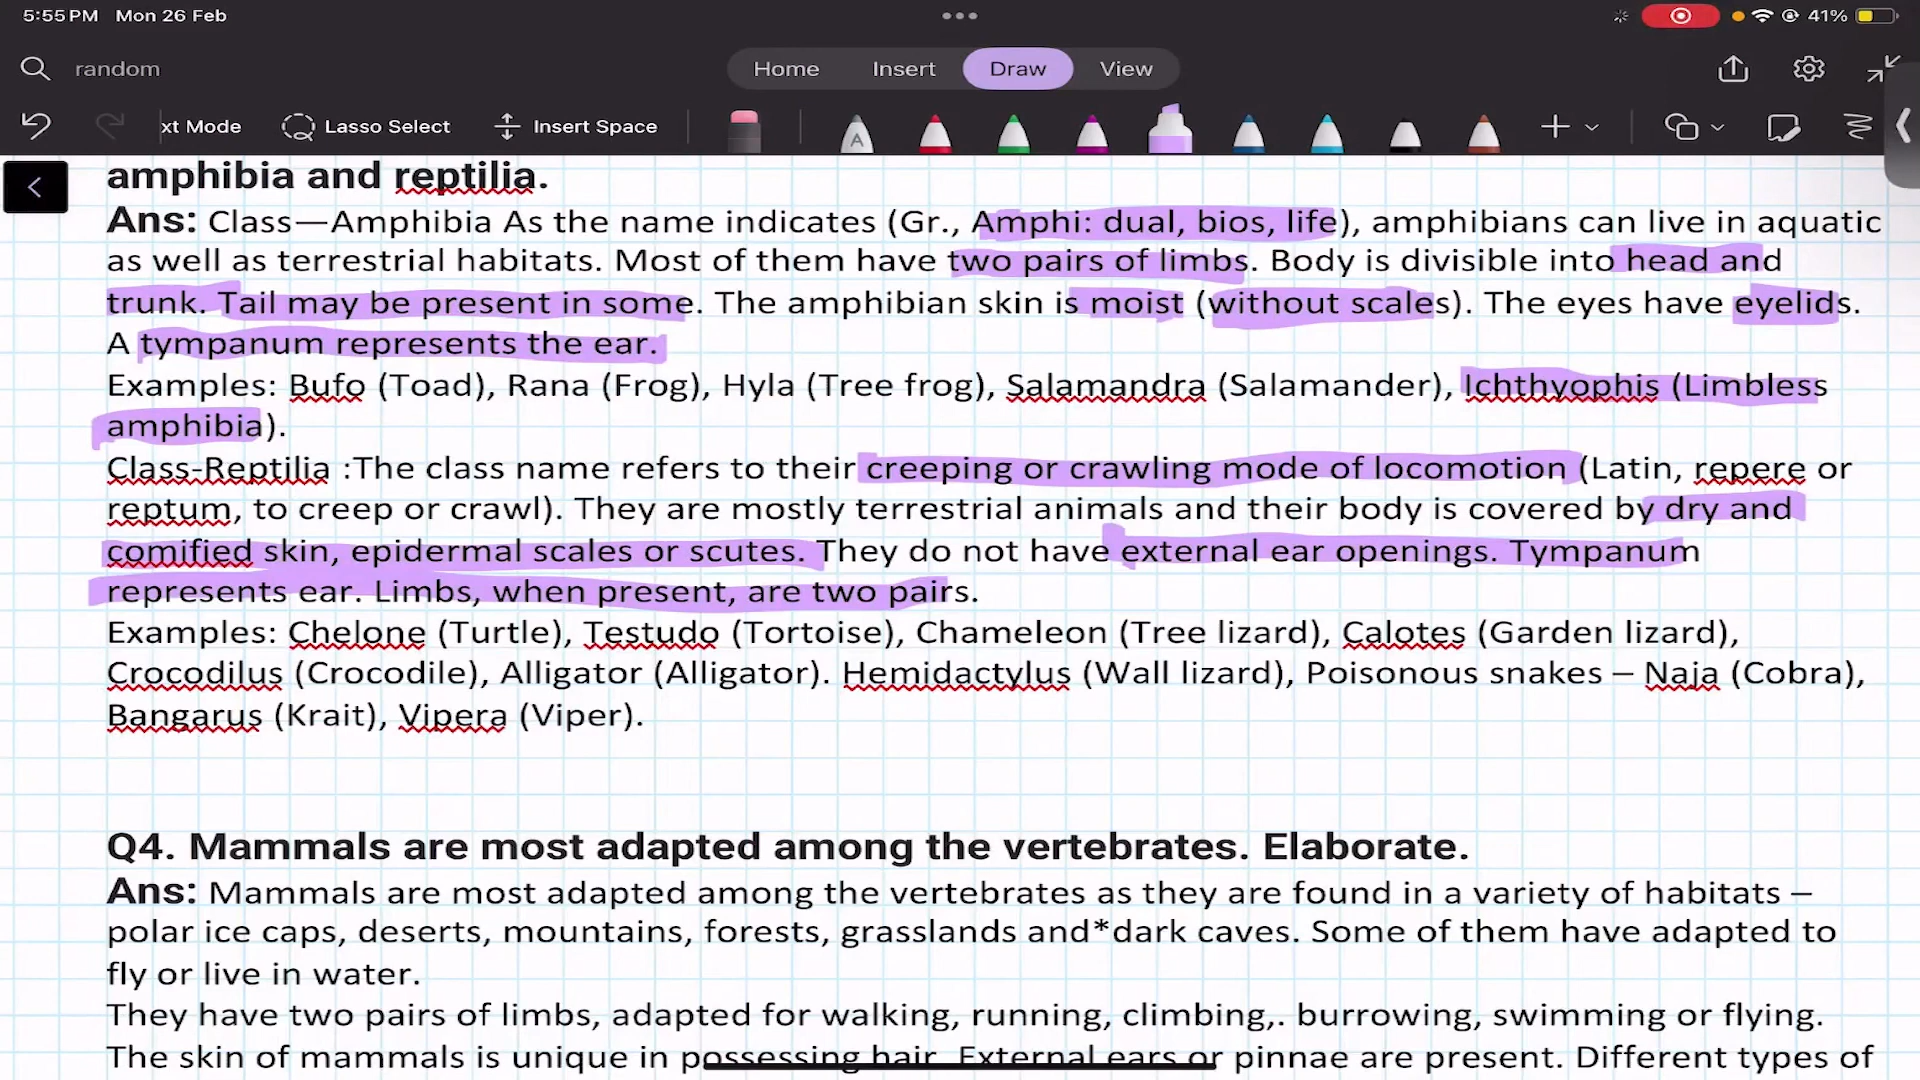 5:55 PM Mon 26 Feb
41%
random
Home Insert Draw View
xt Mode Lasso Select Insert Space
amphibia and reptilia.
Ans: Class—Amphibia As the name indicates (Gr., Amphi: dual, bios, life), amphibians can live in aquatic
as well as terrestrial habitats. Most of them have two pairs of limbs. Body is divisible into head and
trunk. Tail may be present in some. The amphibian skin is moist (without scales). The eyes have eyelids.
A tympanum represents the ear.
Examples: Bufo (Toad), Rana (Frog), Hyla (Tree frog), Salamandra (Salamander), Ichthyophis (Limbless
amphibia).
Class-Reptilia :The class name refers to their creeping or crawling mode of locomotion (Latin, repere or
reptum, to creep or crawl). They are mostly terrestrial animals and their body is covered by dry and
comified skin, epidermal scales or scutes. They do not have external ear openings. Tympanum
represents ear. Limbs, when present, are two pairs.
Examples: Chelone (Turtle), Testudo (Tortoise), Chameleon (Tree lizard), Calotes (Garden lizard),
Crocodilus (Crocodile), Alligator (Alligator). Hemidactylus (Wall lizard), Poisonous snakes – Naja (Cobra),
Bangarus (Krait), Vipera (Viper).
Q4. Mammals are most adapted among the vertebrates. Elaborate.
Ans: Mammals are most adapted among the vertebrates as they are found in a variety of habitats –
polar ice caps, deserts, mountains, forests, grasslands and*dark caves. Some of them have adapted to
fly or live in water.
They have two pairs of limbs, adapted for walking, running, climbing,. burrowing, swimming or flying.
The skin of mammals is unique in possessing hair. External ears or pinnae are present. Different types of